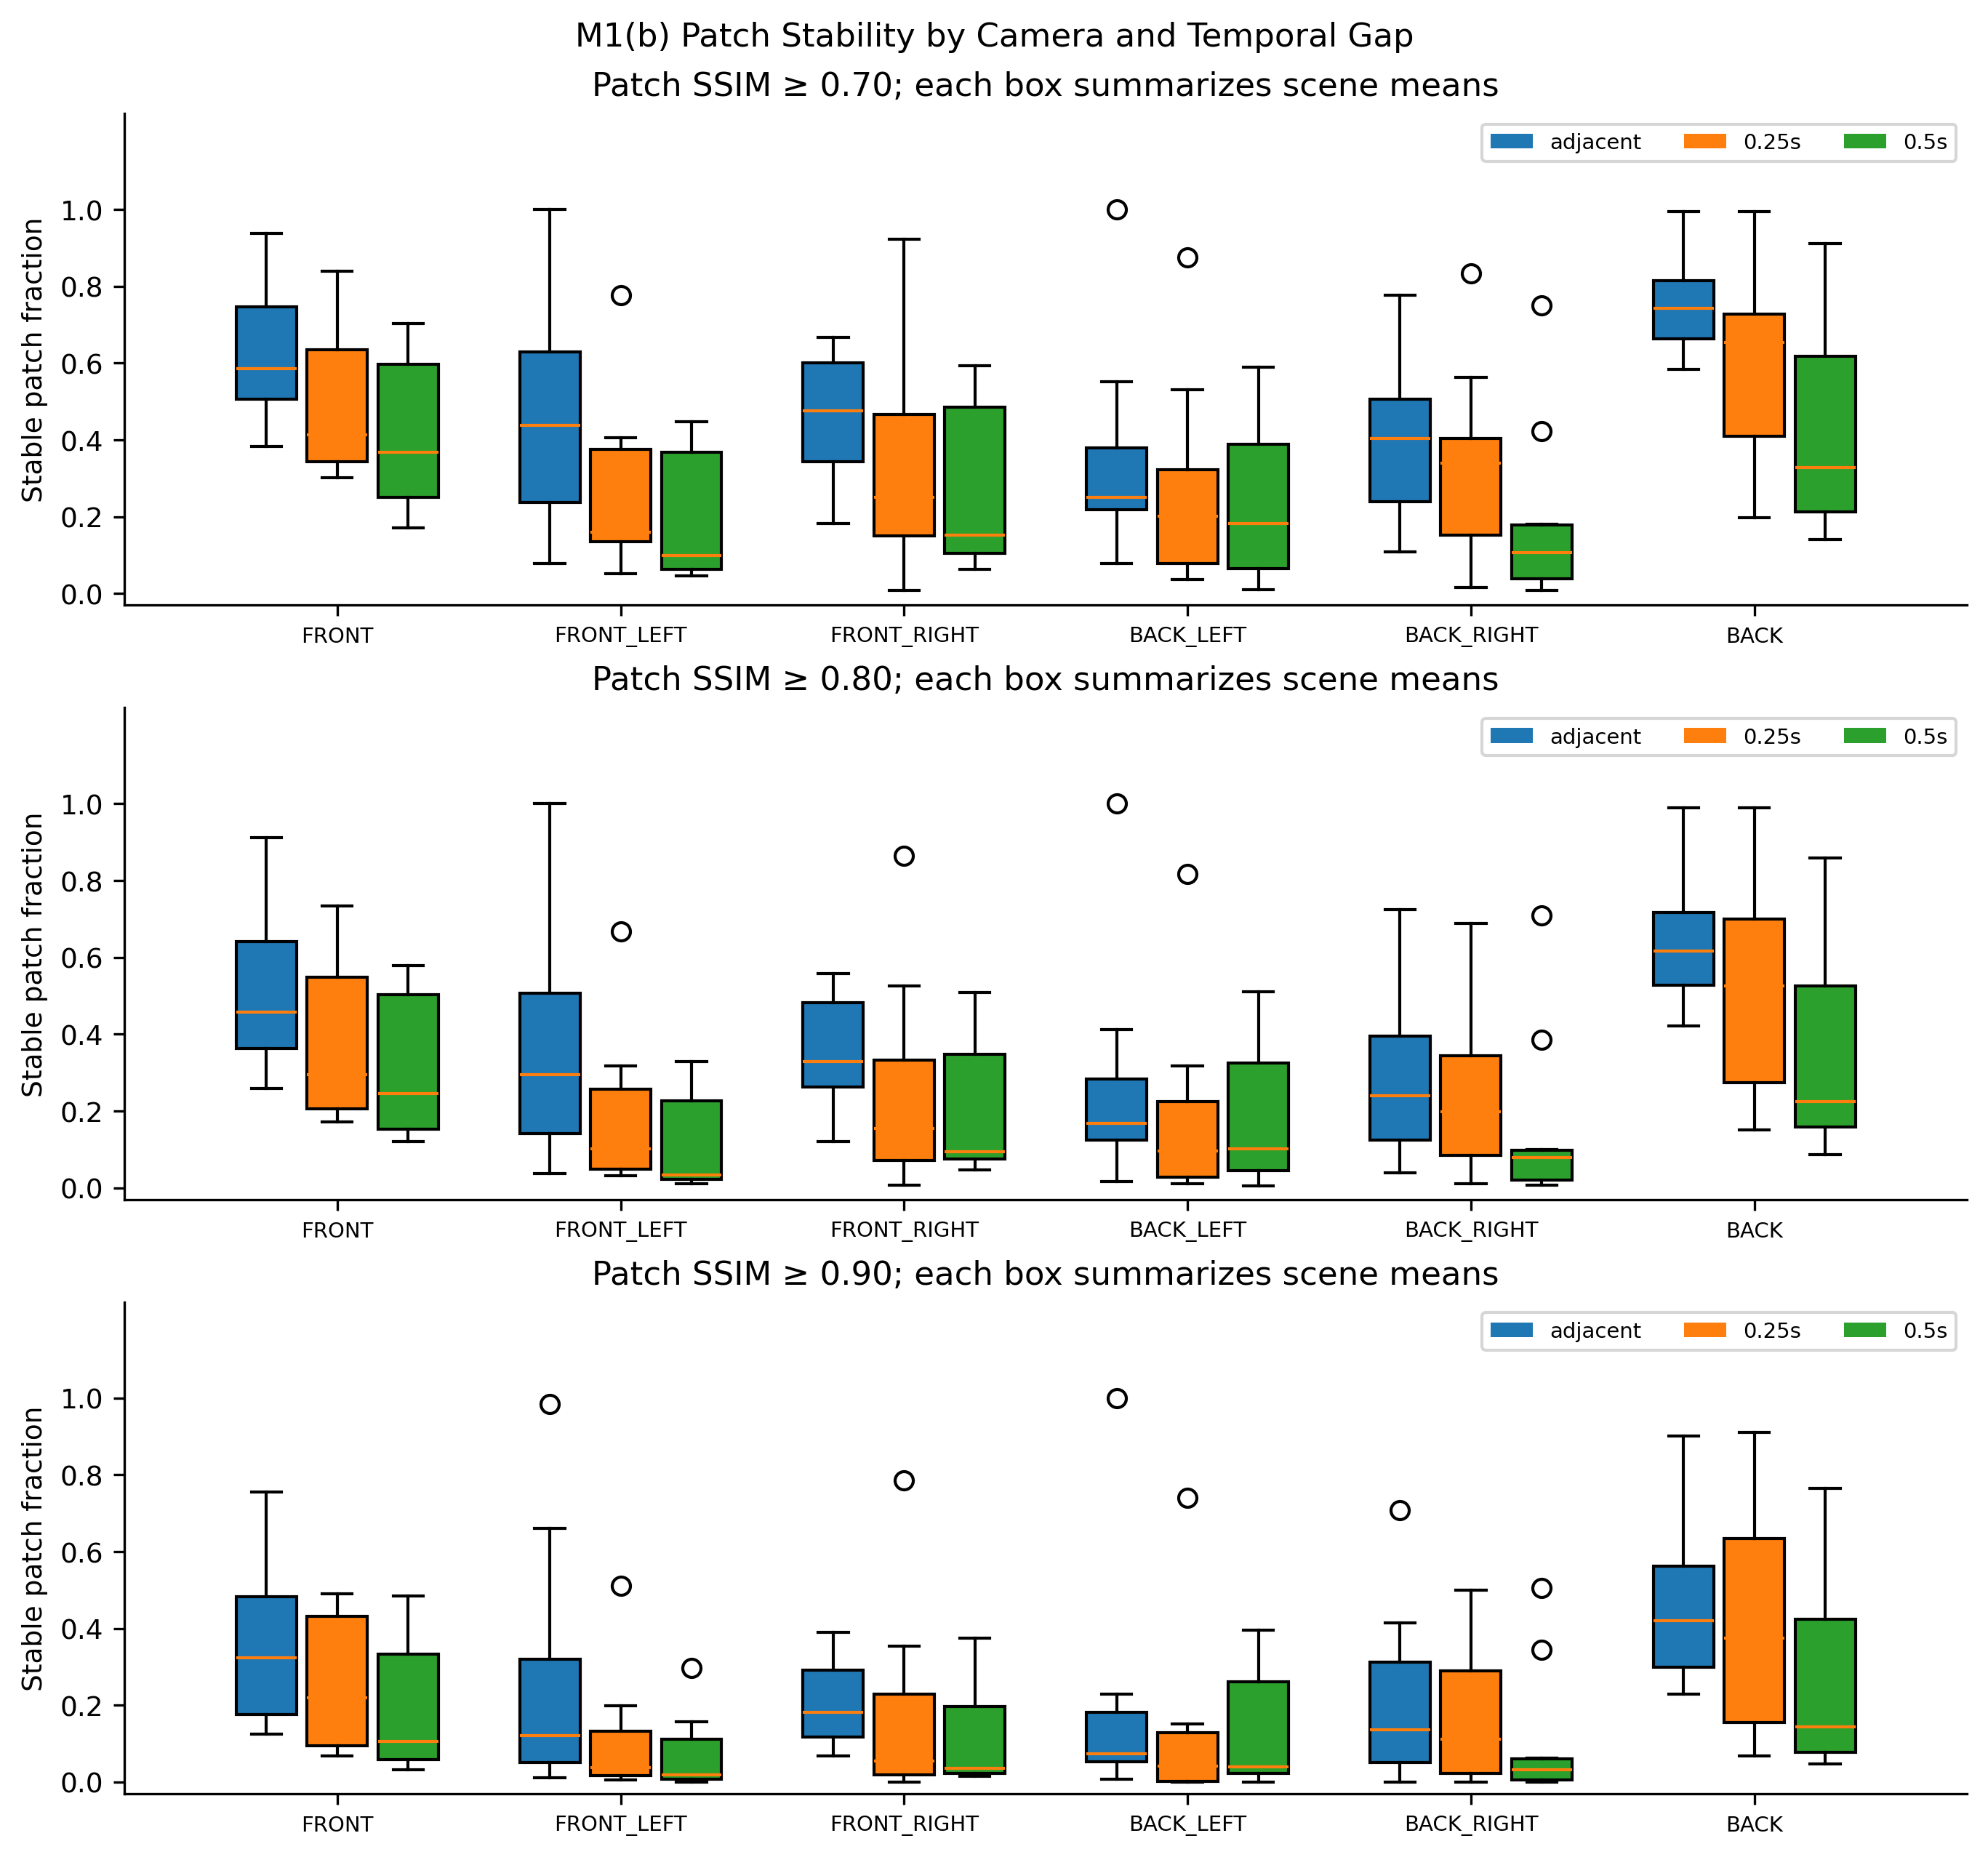 M1(b) Patch Stability by Camera and Temporal Gap
Patch SSIM ≥ 0.70; each box summarizes scene means
adjacent 0.25s 0.5s
Stable patch fraction
1.0
0.8
0.6
0.4
0.2
0.0
FRONT FRONT_LEFT FRONT_RIGHT BACK_LEFT BACK_RIGHT BACK
Patch SSIM ≥ 0.80; each box summarizes scene means
adjacent 0.25s 0.5s
Stable patch fraction
1.0
0.8
0.6
0.4
0.2
0.0
FRONT FRONT_LEFT FRONT_RIGHT BACK_LEFT BACK_RIGHT BACK
Patch SSIM ≥ 0.90; each box summarizes scene means
adjacent 0.25s 0.5s
Stable patch fraction
1.0
0.8
0.6
0.4
0.2
0.0
FRONT FRONT_LEFT FRONT_RIGHT BACK_LEFT BACK_RIGHT BACK